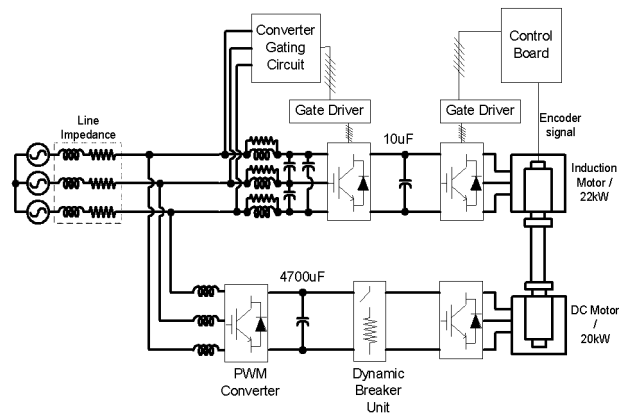 Converter
Gating
Circuit
Control
Board
Line
Impedance
Gate Driver
Gate Driver
Encoder
signal
10uF
Induction
Motor /
22kW
4700uF
DC Motor
/
20kW
PWM
Converter
Dynamic
Breaker
Unit